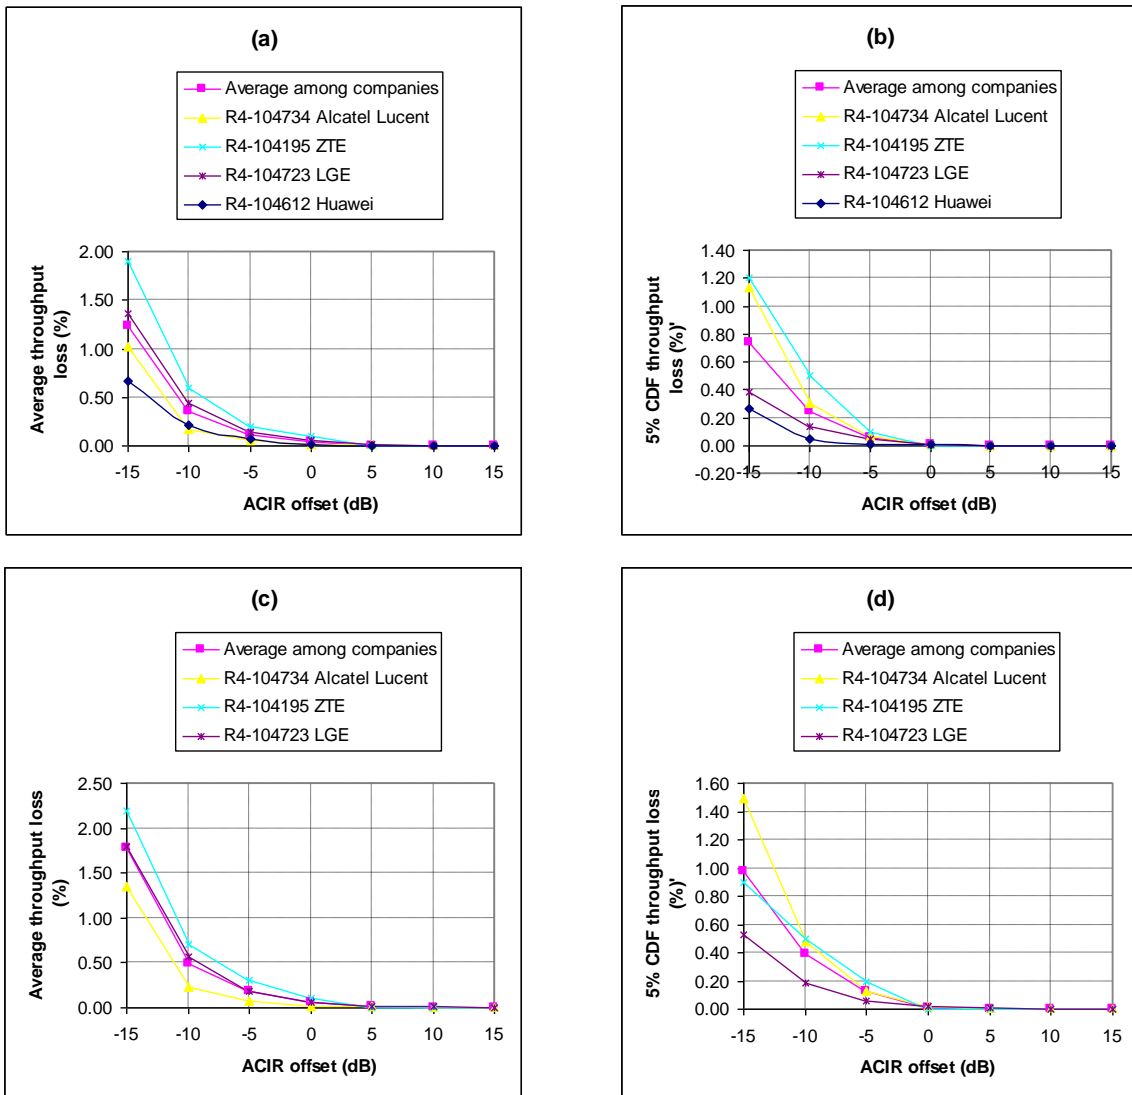 (a)
Average among companies
R4-104734 Alcatel Lucent
R4-104195 ZTE
R4-104723 LGE
R4-104612 Huawei
2.00
1.50
1.00
0.50
0.00
-15 -10 -5 0 5 10 15
Average throughput
loss (%)
ACIR offset (dB)
(b)
Average among companies
R4-104734 Alcatel Lucent
R4-104195 ZTE
R4-104723 LGE
R4-104612 Huawei
1.40
1.20
1.00
0.80
0.60
0.40
0.20
0.00
-0.20
-15 -10 -5 0 5 10 15
5% CDF throughput
loss (%)'
ACIR offset (dB)
(c)
Average among companies
R4-104734 Alcatel Lucent
R4-104195 ZTE
R4-104723 LGE
2.50
2.00
1.50
1.00
0.50
0.00
-15 -10 -5 0 5 10 15
Average throughput loss
(%)
ACIR offset (dB)
(d)
Average among companies
R4-104734 Alcatel Lucent
R4-104195 ZTE
R4-104723 LGE
1.60
1.40
1.20
1.00
0.80
0.60
0.40
0.20
0.00
-15 -10 -5 0 5 10 15
5% CDF throughput loss
(%)'
ACIR offset (dB)